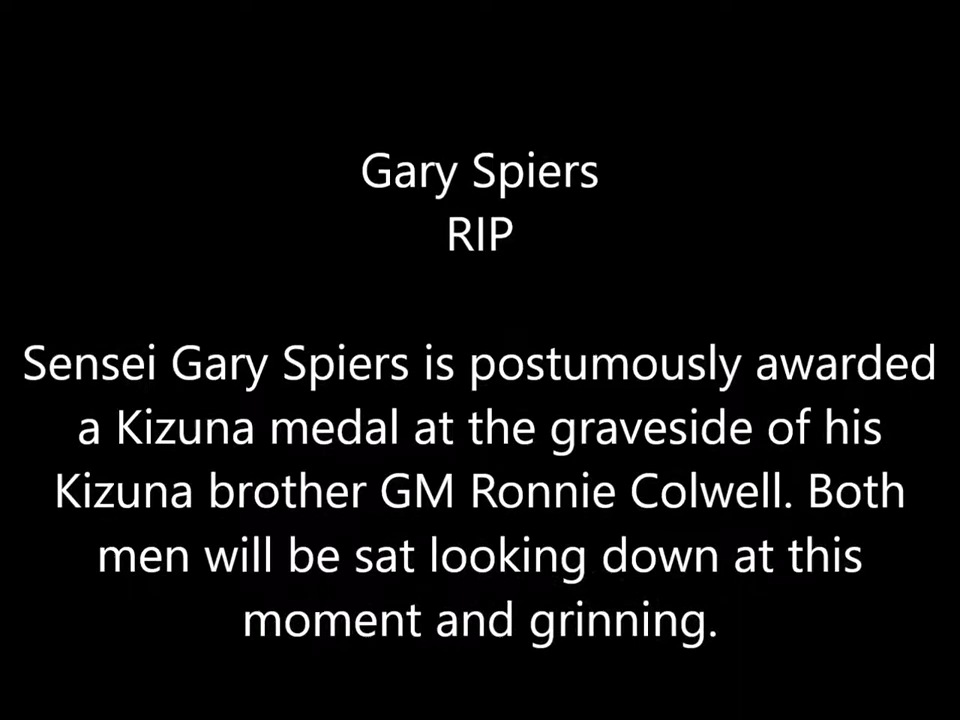 Gary Spiers
RIP
Sensei Gary Spiers is postumously awarded
a Kizuna medal at the graveside of his
Kizuna brother GM Ronnie Colwell. Both
men will be sat looking down at this
moment and grinning.